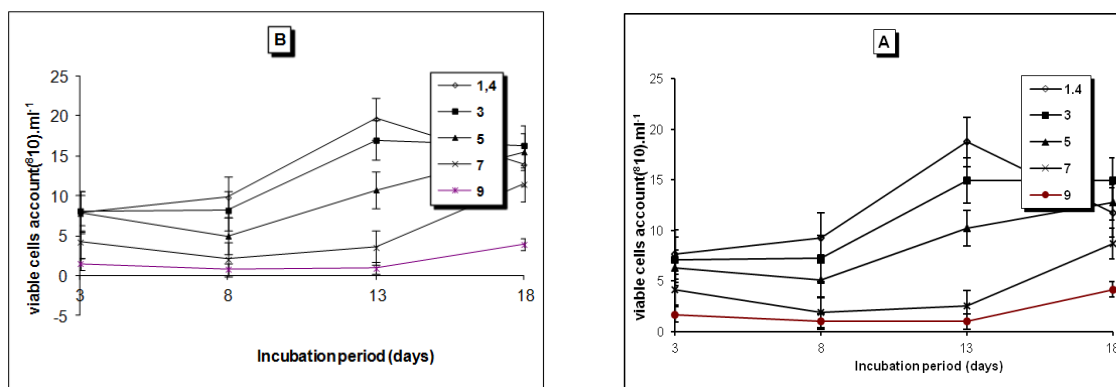 B
25
20
15
10
5
0
-5
3 8 13 18
viable cells account(⁸10).ml⁻¹
Incubation period (days)
1,4
3
5
7
9
A
25
20
15
10
5
0
3 8 13 18
viable cells account(⁸10).ml⁻¹
Incubation period (days)
1.4
3
5
7
9